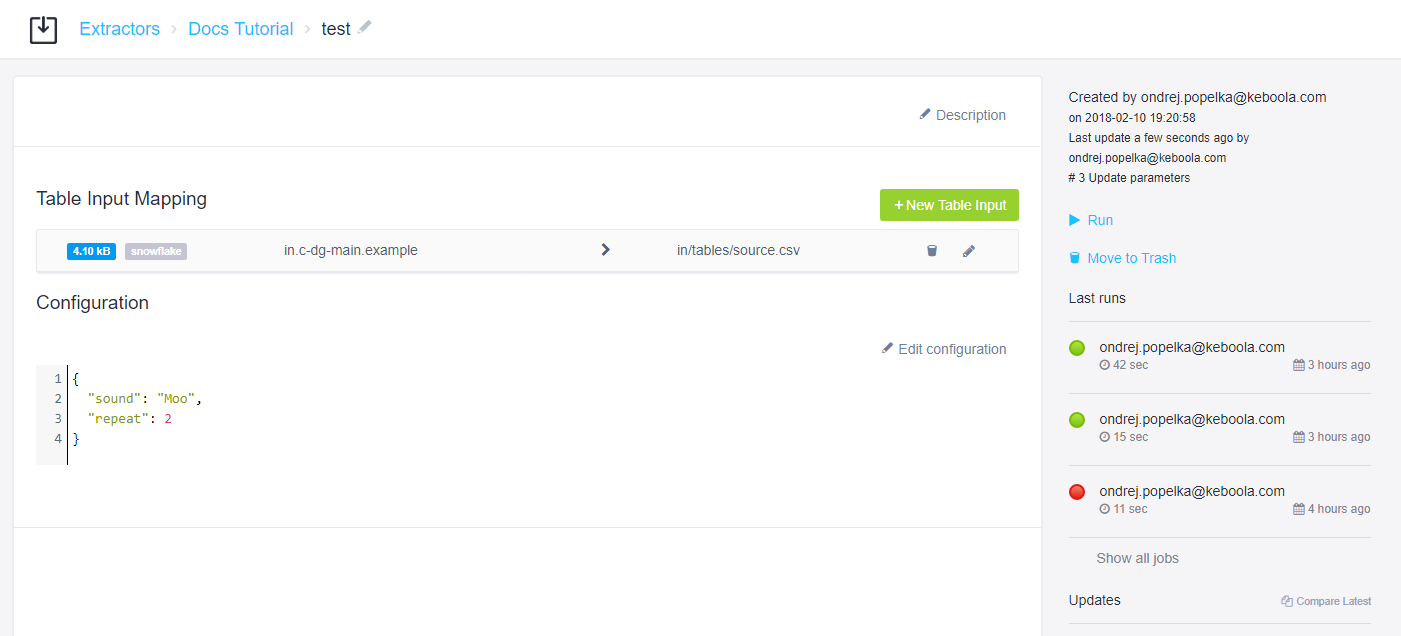 Extractors › Docs Tutorial › test
Description
Table Input Mapping
+New Table Input
4.10 kB snowflake in.c-dg-main.example in/tables/source.csv
Configuration
Edit configuration
1 {
2 "sound": "Moo",
3 "repeat": 2
4 }
Created by ondrej.popelka@keboola.com
on 2018-02-10 19:20:58
Last update a few seconds ago by
ondrej.popelka@keboola.com
# 3 Update parameters
Run
Move to Trash
Last runs
ondrej.popelka@keboola.com
42 sec 3 hours ago
ondrej.popelka@keboola.com
15 sec 3 hours ago
ondrej.popelka@keboola.com
11 sec 4 hours ago
Show all jobs
Updates Compare Latest